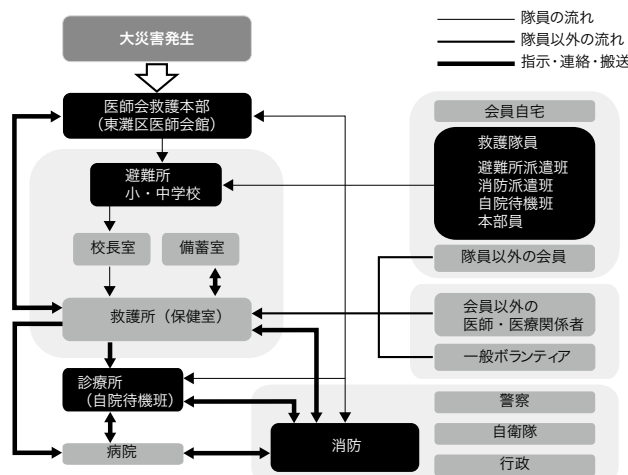 大災害発生
隊員の流れ
隊員以外の流れ
指示・連絡・搬送
医師会救護本部
（東灘区医師会館）
会員自宅
救護隊員
避難所派遣班
消防派遣班
自院待機班
本部員
避難所
小・中学校
校長室
備蓄室
隊員以外の会員
救護所（保健室）
会員以外の
医師・医療関係者
一般ボランティア
診療所
（自院待機班）
警察
消防
自衛隊
病院
行政